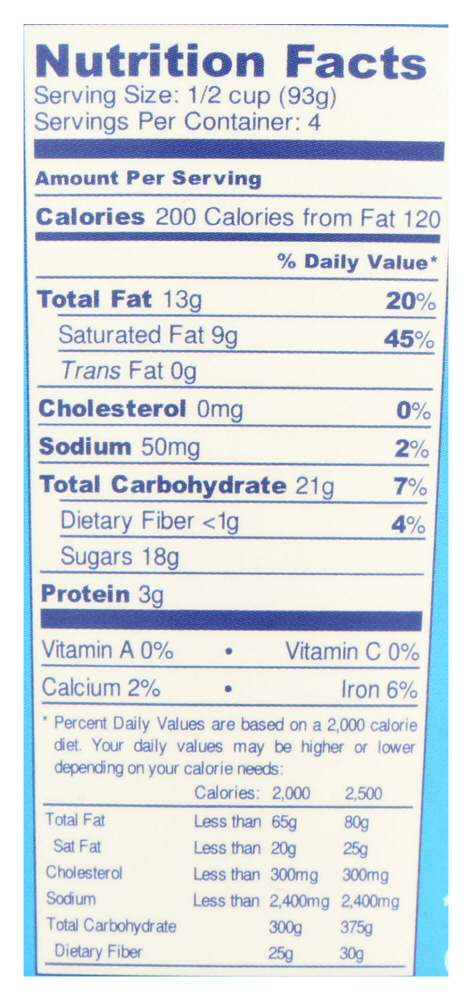 Nutrition Facts
Serving Size: 1/2 cup (93g)
Servings Per Container: 4
Amount Per Serving
Calories 200 Calories from Fat 120
% Daily Value*
Total Fat 13g 20%
Saturated Fat 9g 45%
Trans Fat 0g
Cholesterol 0mg 0%
Sodium 50mg 2%
Total Carbohydrate 21g 7%
Dietary Fiber <1g 4%
Sugars 18g
Protein 3g
Vitamin A 0% • Vitamin C 0%
Calcium 2% • Iron 6%
* Percent Daily Values are based on a 2,000 calorie
diet. Your daily values may be higher or lower
depending on your calorie needs:
Calories: 2,000 2,500
Total Fat Less than 65g 80g
Sat Fat Less than 20g 25g
Cholesterol Less than 300mg 300mg
Sodium Less than 2,400mg 2,400mg
Total Carbohydrate 300g 375g
Dietary Fiber 25g 30g